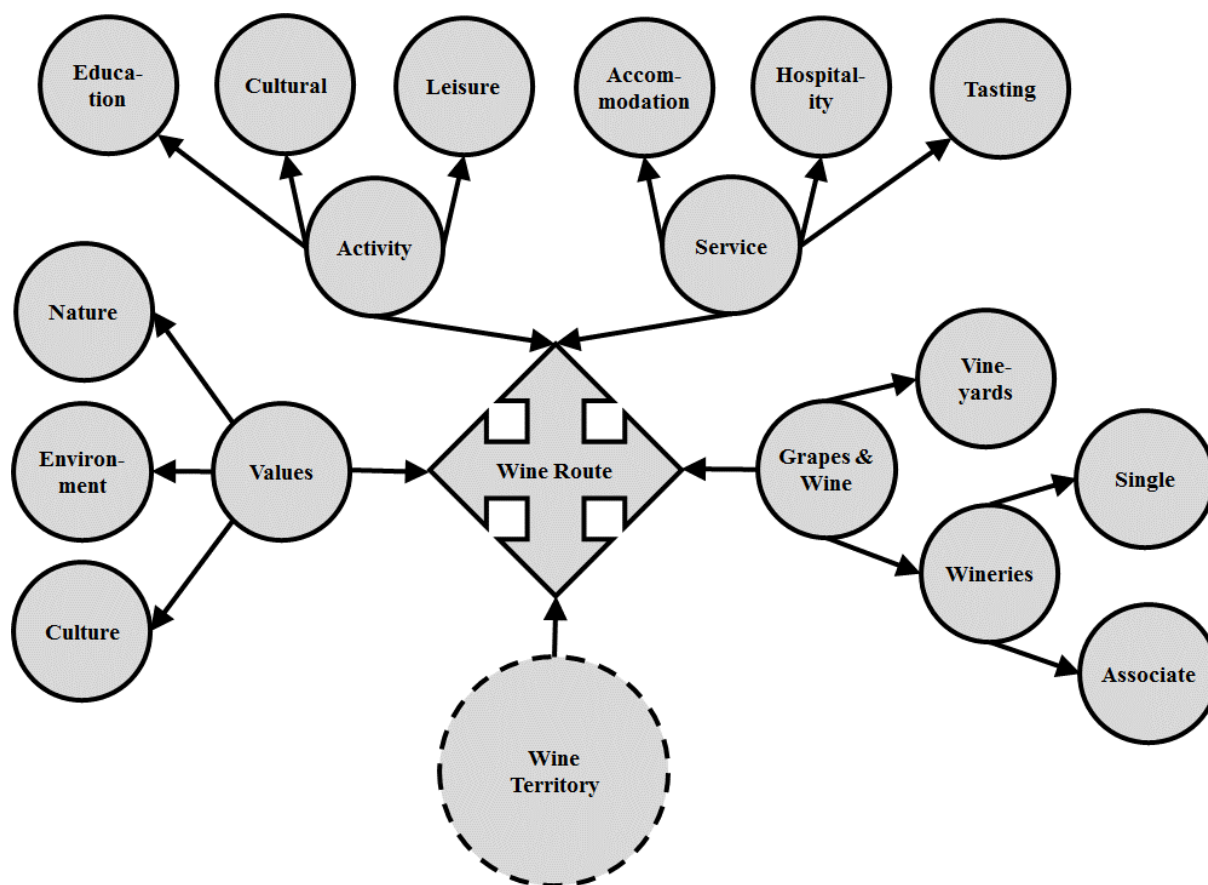 Educa-
tion
Cultural
Leisure
Accom-
modation
Hospital-
ity
Tasting
Activity
Service
Nature
Vine-
yards
Environ-
ment
Values
Wine Route
Grapes &
Wine
Single
Wineries
Culture
Associate
Wine
Territory